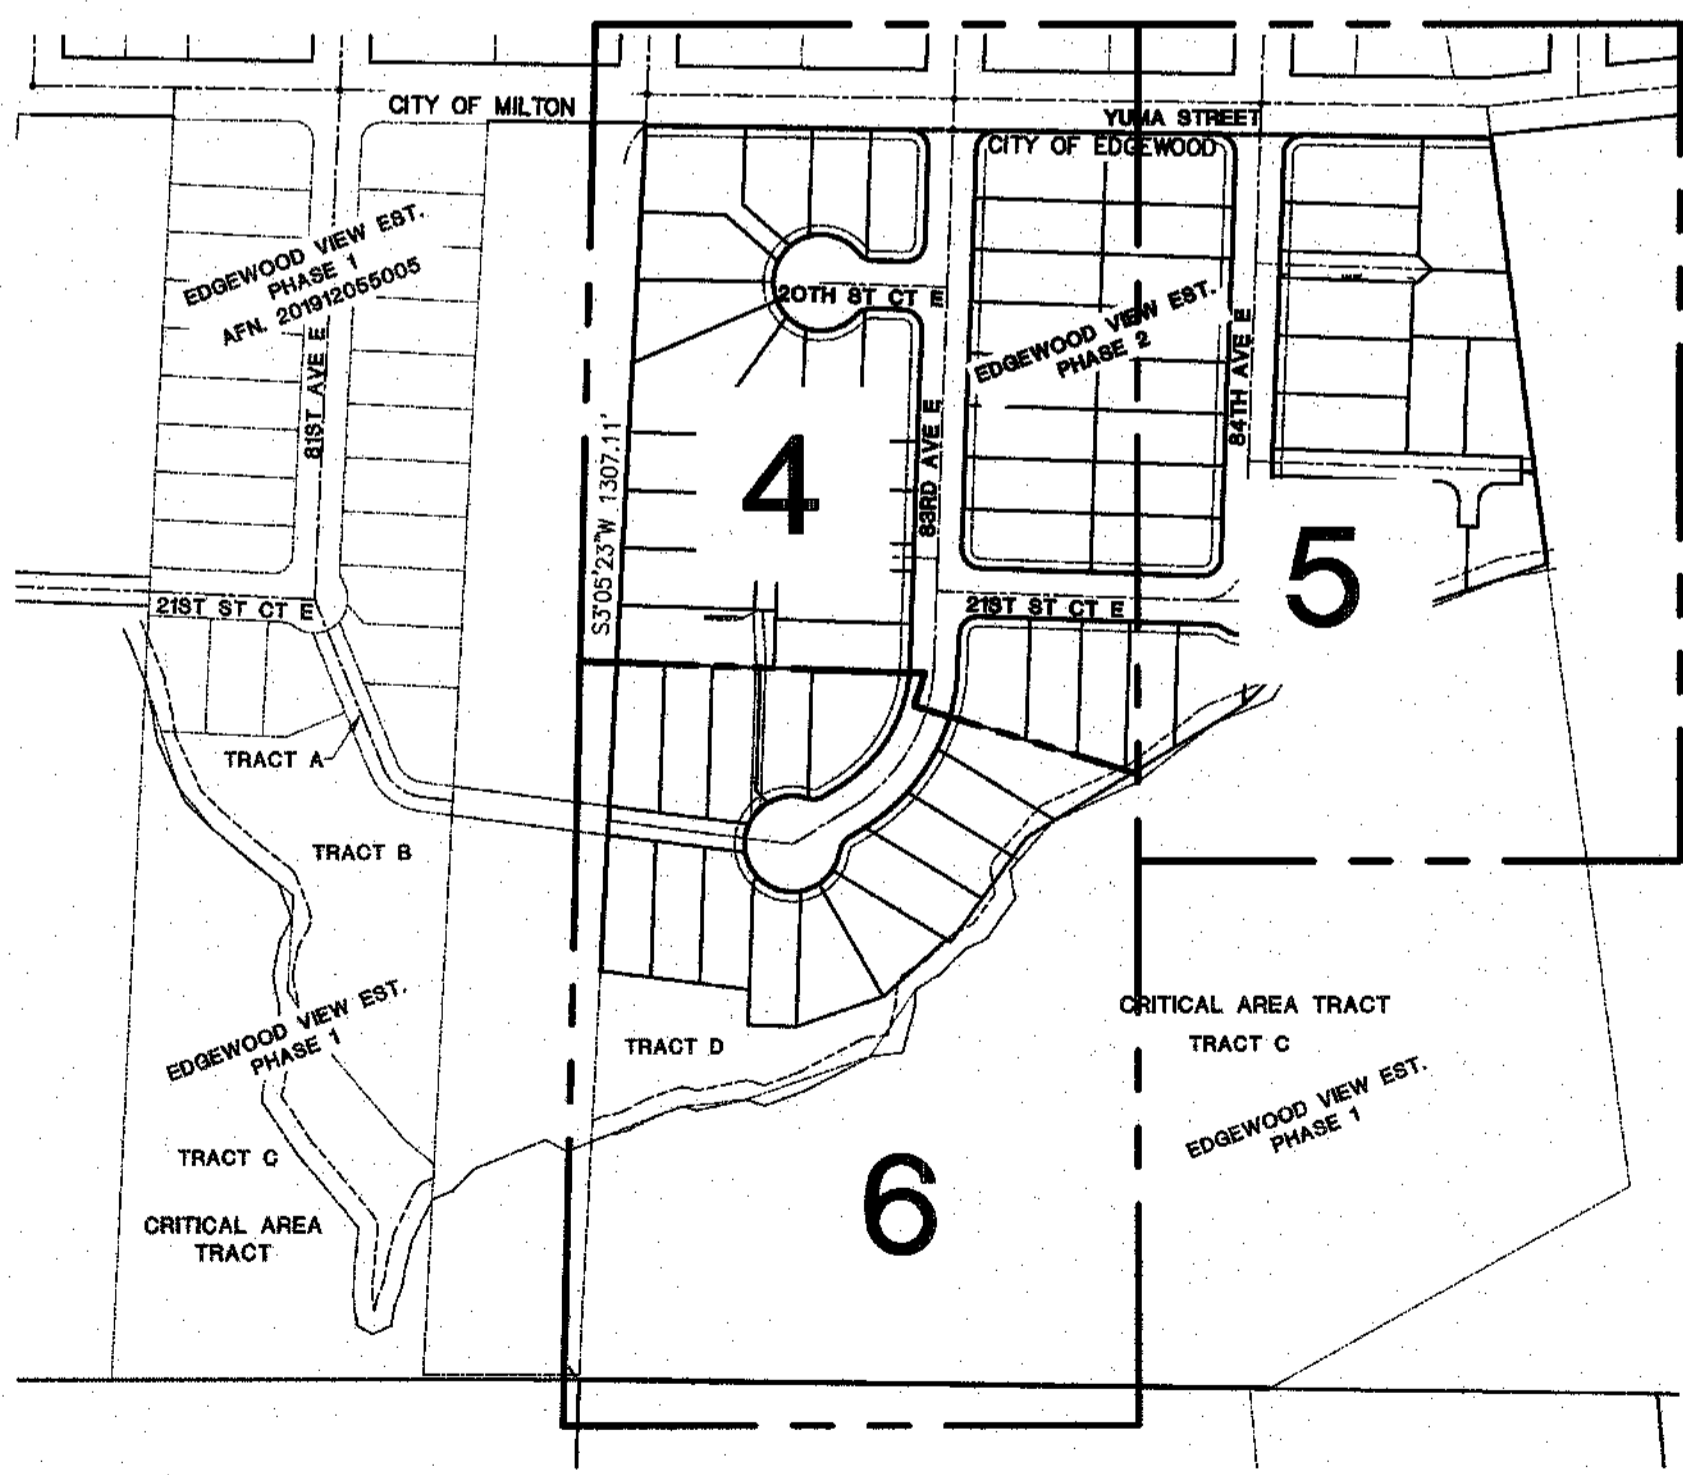 CITY OF MILTON
YUMA STREET
CITY OF EDGEWOOD
EDGEWOOD VIEW EST.
PHASE 1
AFN. 201912055005
81ST AVE E
20TH ST CT E
EDGEWOOD VIEW EST.
PHASE 2
83RD AVE E
84TH AVE E
S3°05'23"W 1307.11'
4
5
21ST ST CT E
21ST ST CT E
TRACT A
TRACT B
EDGEWOOD VIEW EST.
PHASE 1
TRACT D
CRITICAL AREA TRACT
TRACT C
EDGEWOOD VIEW EST.
PHASE 1
TRACT C
CRITICAL AREA
TRACT
6